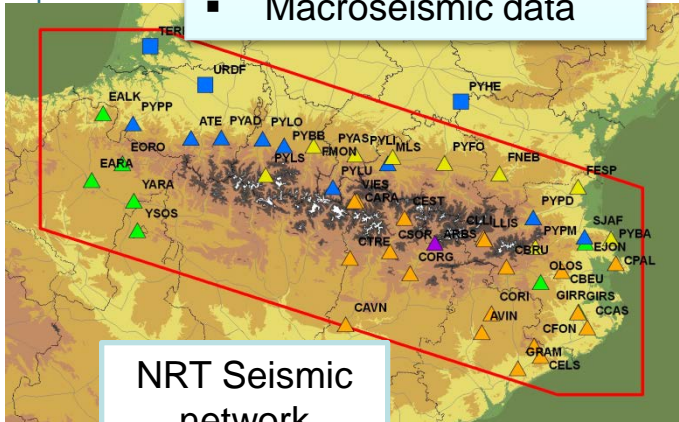 ▪ Macroseismic data
URDF
PYHE
EALK
PYPP
ATE PYAD PYLO
EORO
PYBB PYAS PYLI MLS PYFO
EARA
PYLS FMON
FNEB
YARA
PYLU VIES
FESP
YSOS
CARA CEST
PYPD
CTRE CSOR ARBS CLLI LLIS
PYPM SJAF PYBA
CORG
CBRU
EJON
CPAL
OLOS
CBEU
CAVN
CORI
GIRR GIRS
AVIN
CCAS
CFON
GRAM
CELS
NRT Seismic
network